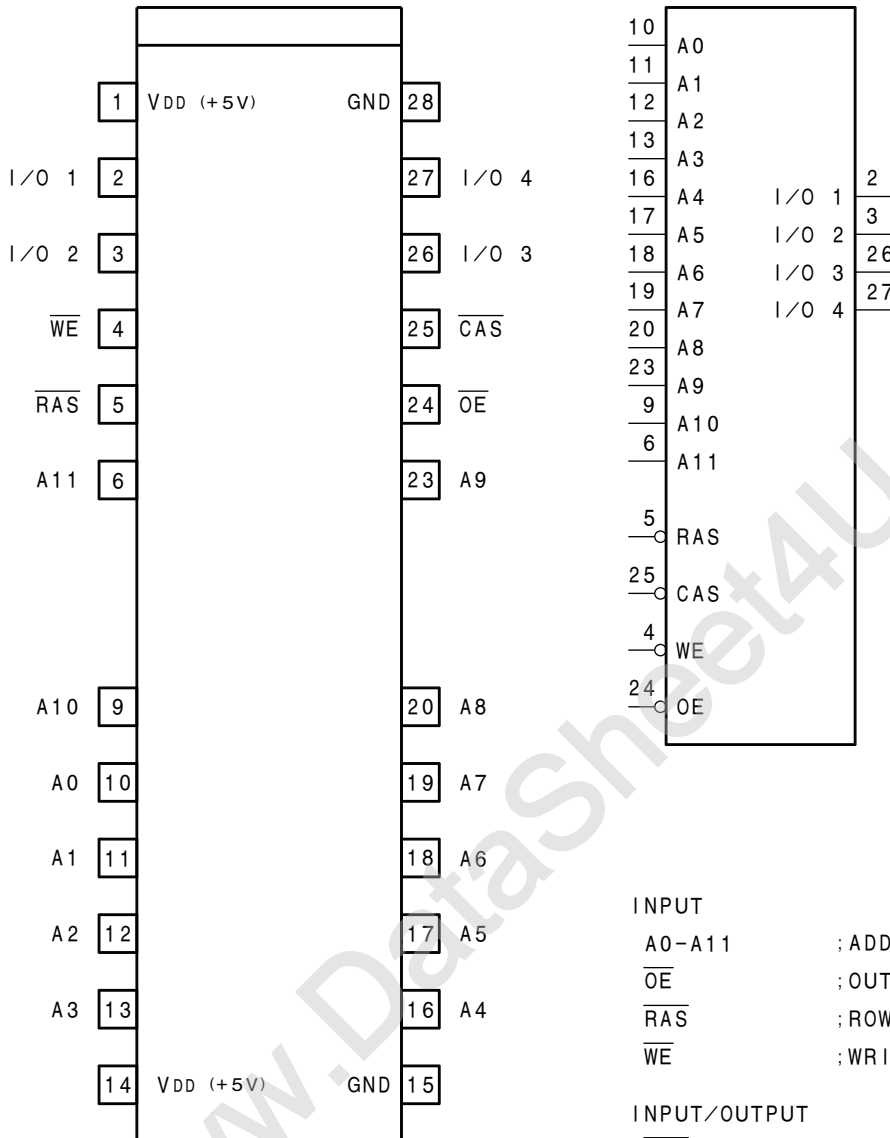 1 VDD (+5V) GND 28
I/O 1 2 27 I/O 4
I/O 2 3 26 I/O 3
WE 4 25 CAS
RAS 5 24 OE
A11 6 23 A9
A10 9 20 A8
A0 10 19 A7
A1 11 18 A6
A2 12 17 A5
A3 13 16 A4
14 VDD (+5V) GND 15
10 A0
11 A1
12 A2
13 A3
16 A4 I/O 1 2
17 A5 I/O 2 3
18 A6 I/O 3 26
19 A7 I/O 4 27
20 A8
23 A9
9 A10
6 A11
5 RAS
25 CAS
4 WE
24 OE
INPUT
A0-A11 ;ADD
OE ;OUT
RAS ;ROW
WE ;WRI
INPUT/OUTPUT
w.DataSheet4U